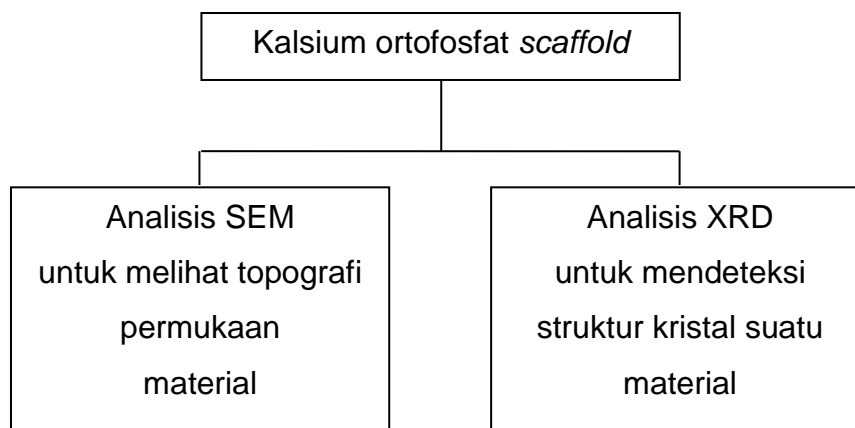 Kalsium ortofosfat scaffold
Analisis SEM
untuk melihat topografi
permukaan
material
Analisis XRD
untuk mendeteksi
struktur kristal suatu
material